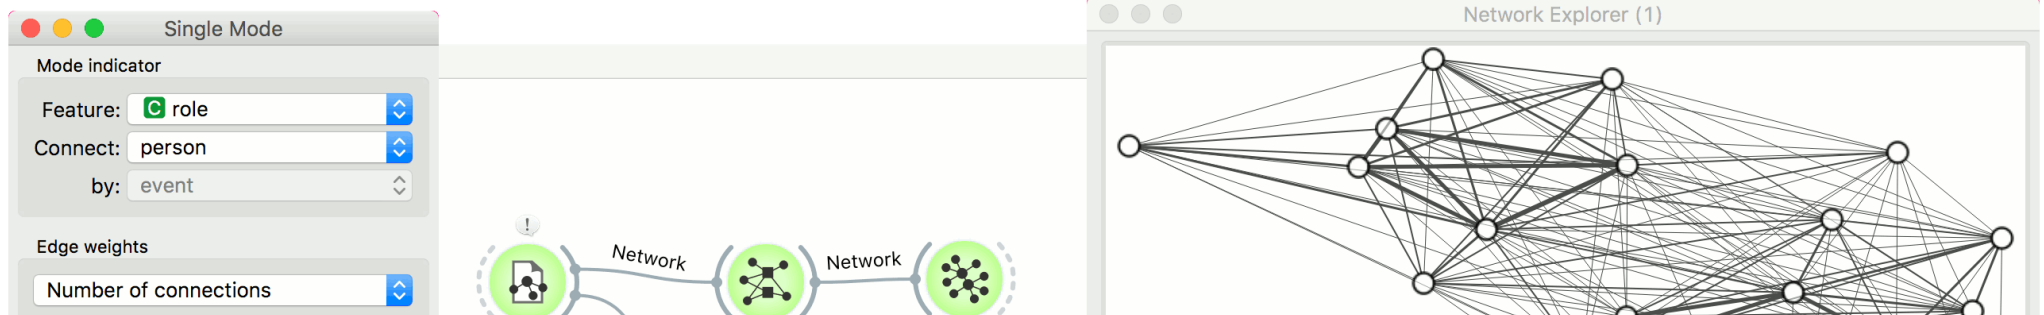 Single Mode
Mode indicator
Feature: C role
Connect: person
by: event
Edge weights
Number of connections
!
Network
Network
Network Explorer (1)